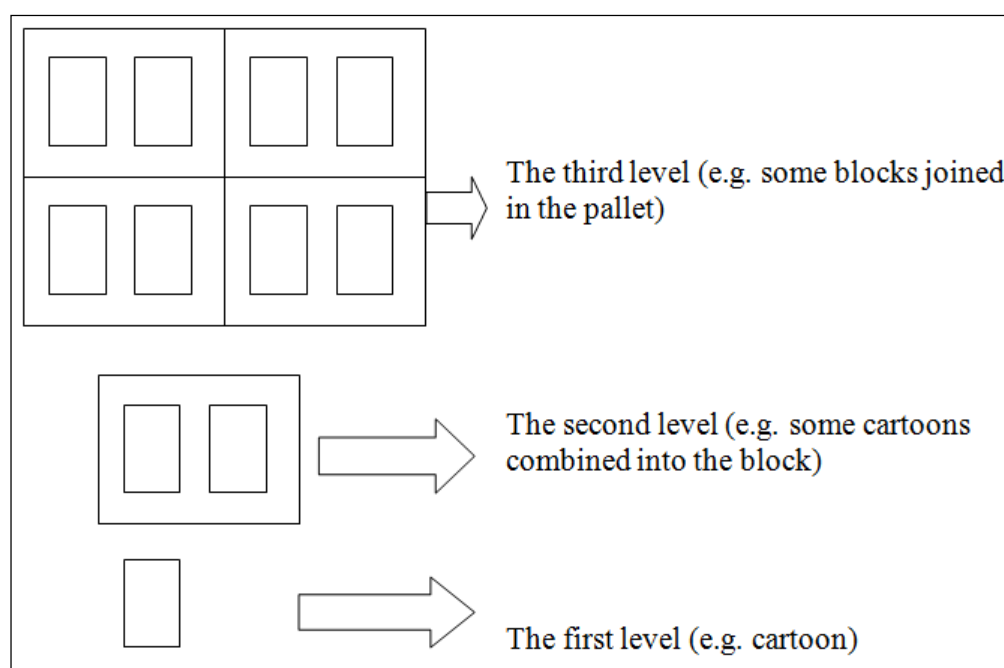 The third level (e.g. some blocks joined
in the pallet)
The second level (e.g. some cartoons
combined into the block)
The first level (e.g. cartoon)